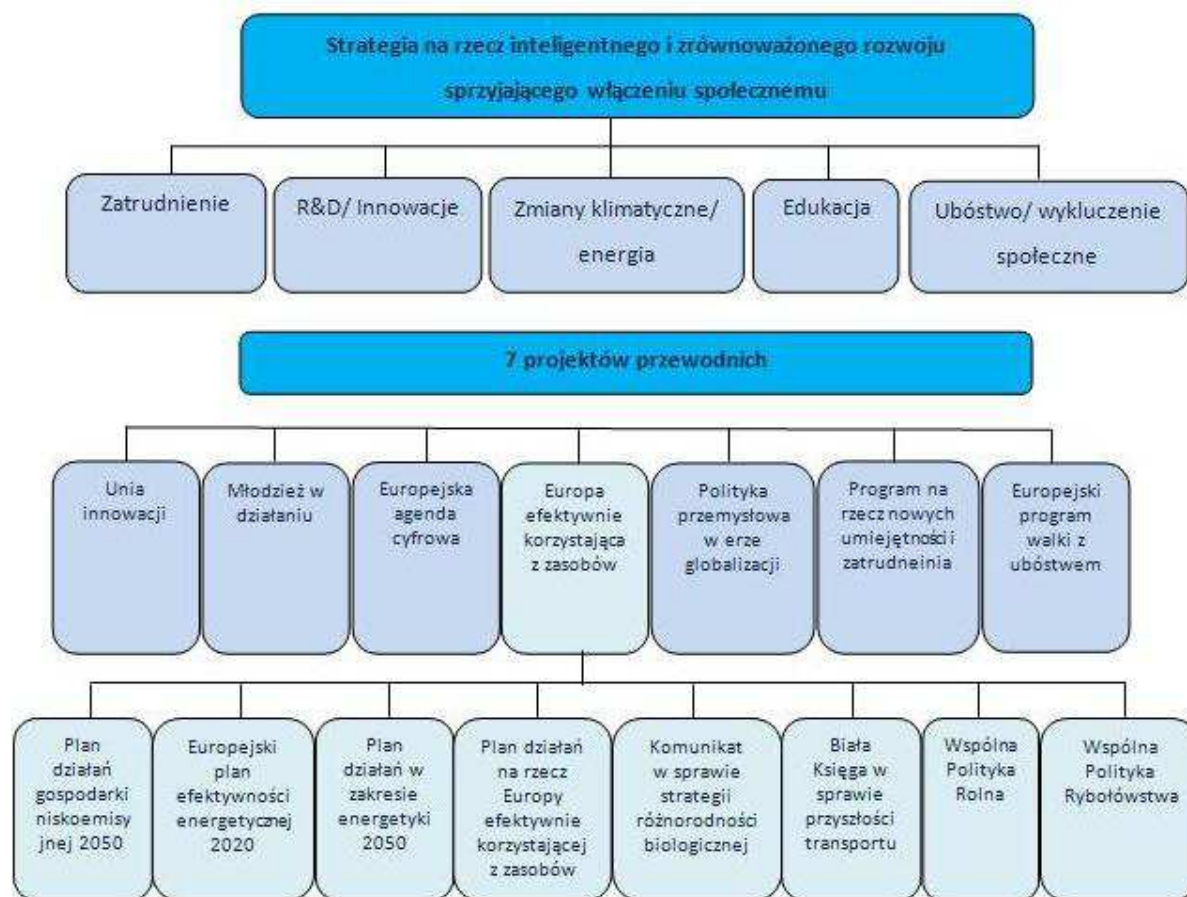 Strategia na rzecz inteligentnego i zrównoważonego rozwoju
sprzyjającego włączeniu społecznemu
Zatrudnienie
R&D/ Innowacje
Zmiany klimatyczne/
energia
Edukacja
Ubóstwo/ wykluczenie
społeczne
7 projektów przewodnich
Unia
innowacji
Młodzież w
działaniu
Europejska
agenda
cyfrowa
Europa
efektywnie
korzystająca
z zasobów
Polityka
przemysłowa
w erze
globalizacji
Program na
rzecz nowych
umiejętności i
zatrudneinia
Europejski
program
walki z
ubóstwem
Plan
działań
gospodarki
niskoemisy
jnej 2050
Europejski
plan
efektywności
energetycznej
2020
Plan
działań w
zakresie
energetyki
2050
Plan działań
na rzecz
Europy
efektywnie
korzystającej
z zasobów
Komunikat
w sprawie
strategii
różnorodności
biologicznej
Biała
Księga w
sprawie
przyszłości
transportu
Wspólna
Polityka
Rolna
Wspólna
Polityka
Rybołówstwa